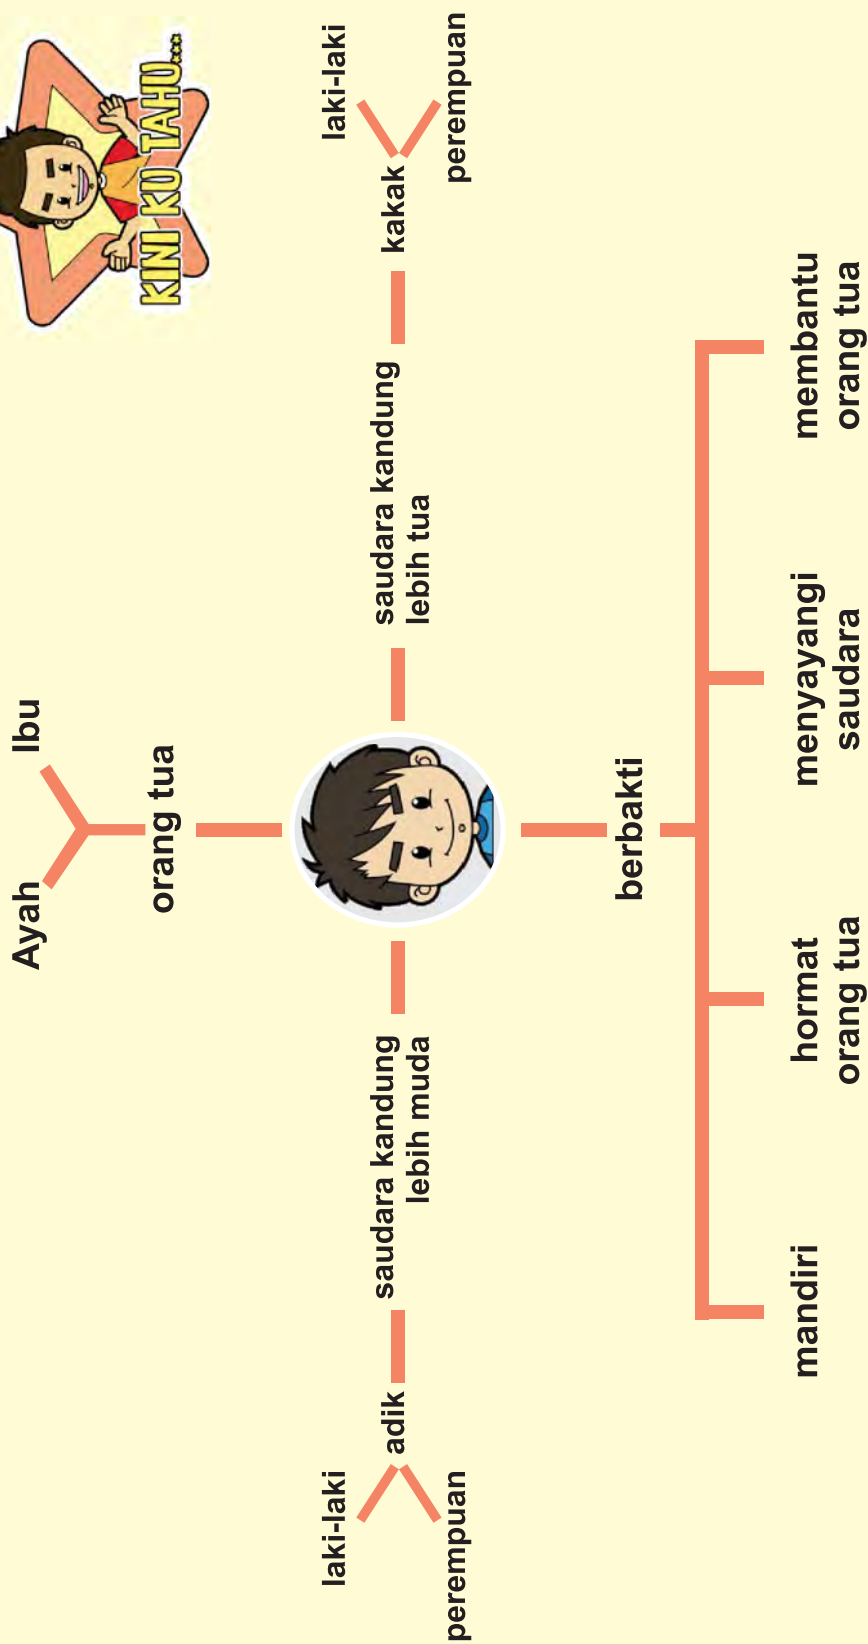 KINI KU TAHU...
Ayah
Ibu
orang tua
laki-laki
perempuan
adik
saudara kandung
lebih muda
saudara kandung
lebih tua
kakak
laki-laki
perempuan
berbakti
mandiri
hormat
orang tua
menyayangi
saudara
membantu
orang tua